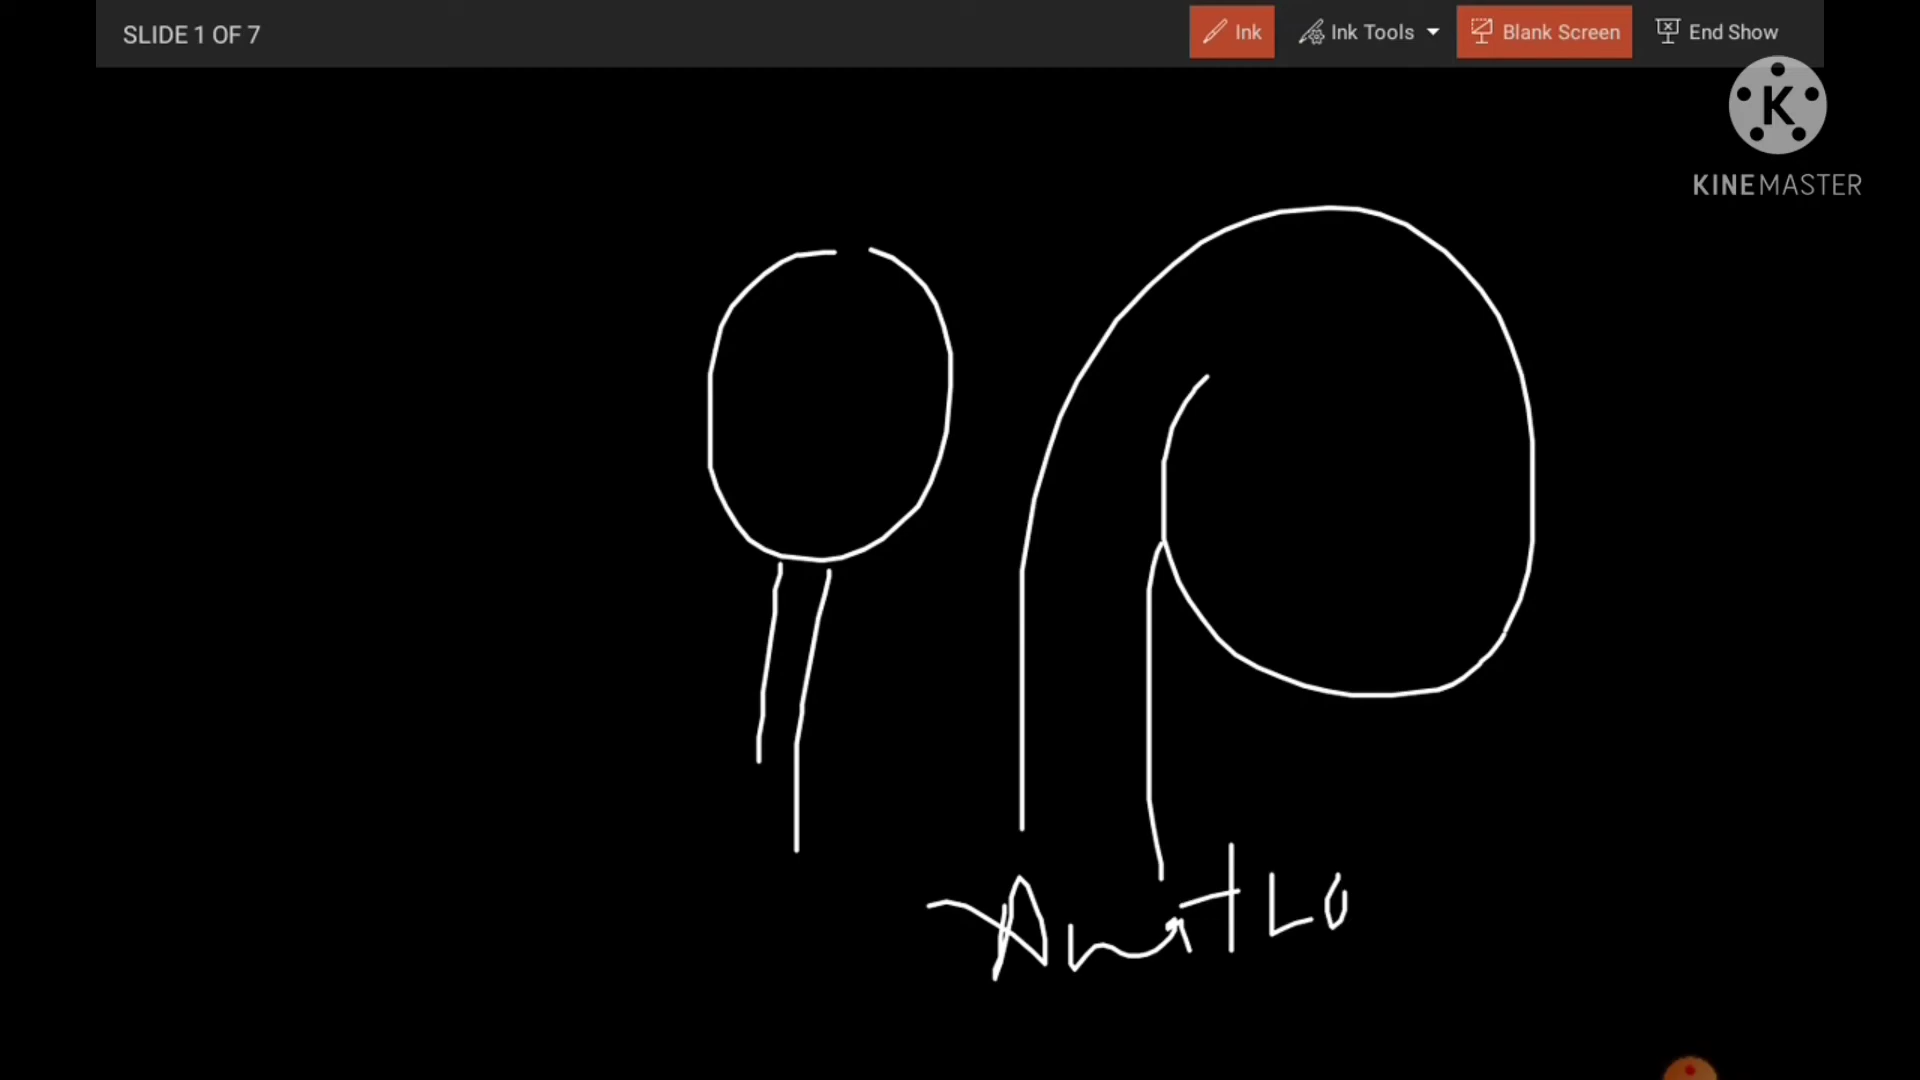 SLIDE 1 OF 7
Ink
Ink Tools
Blank Screen
End Show
K
KINEMASTER